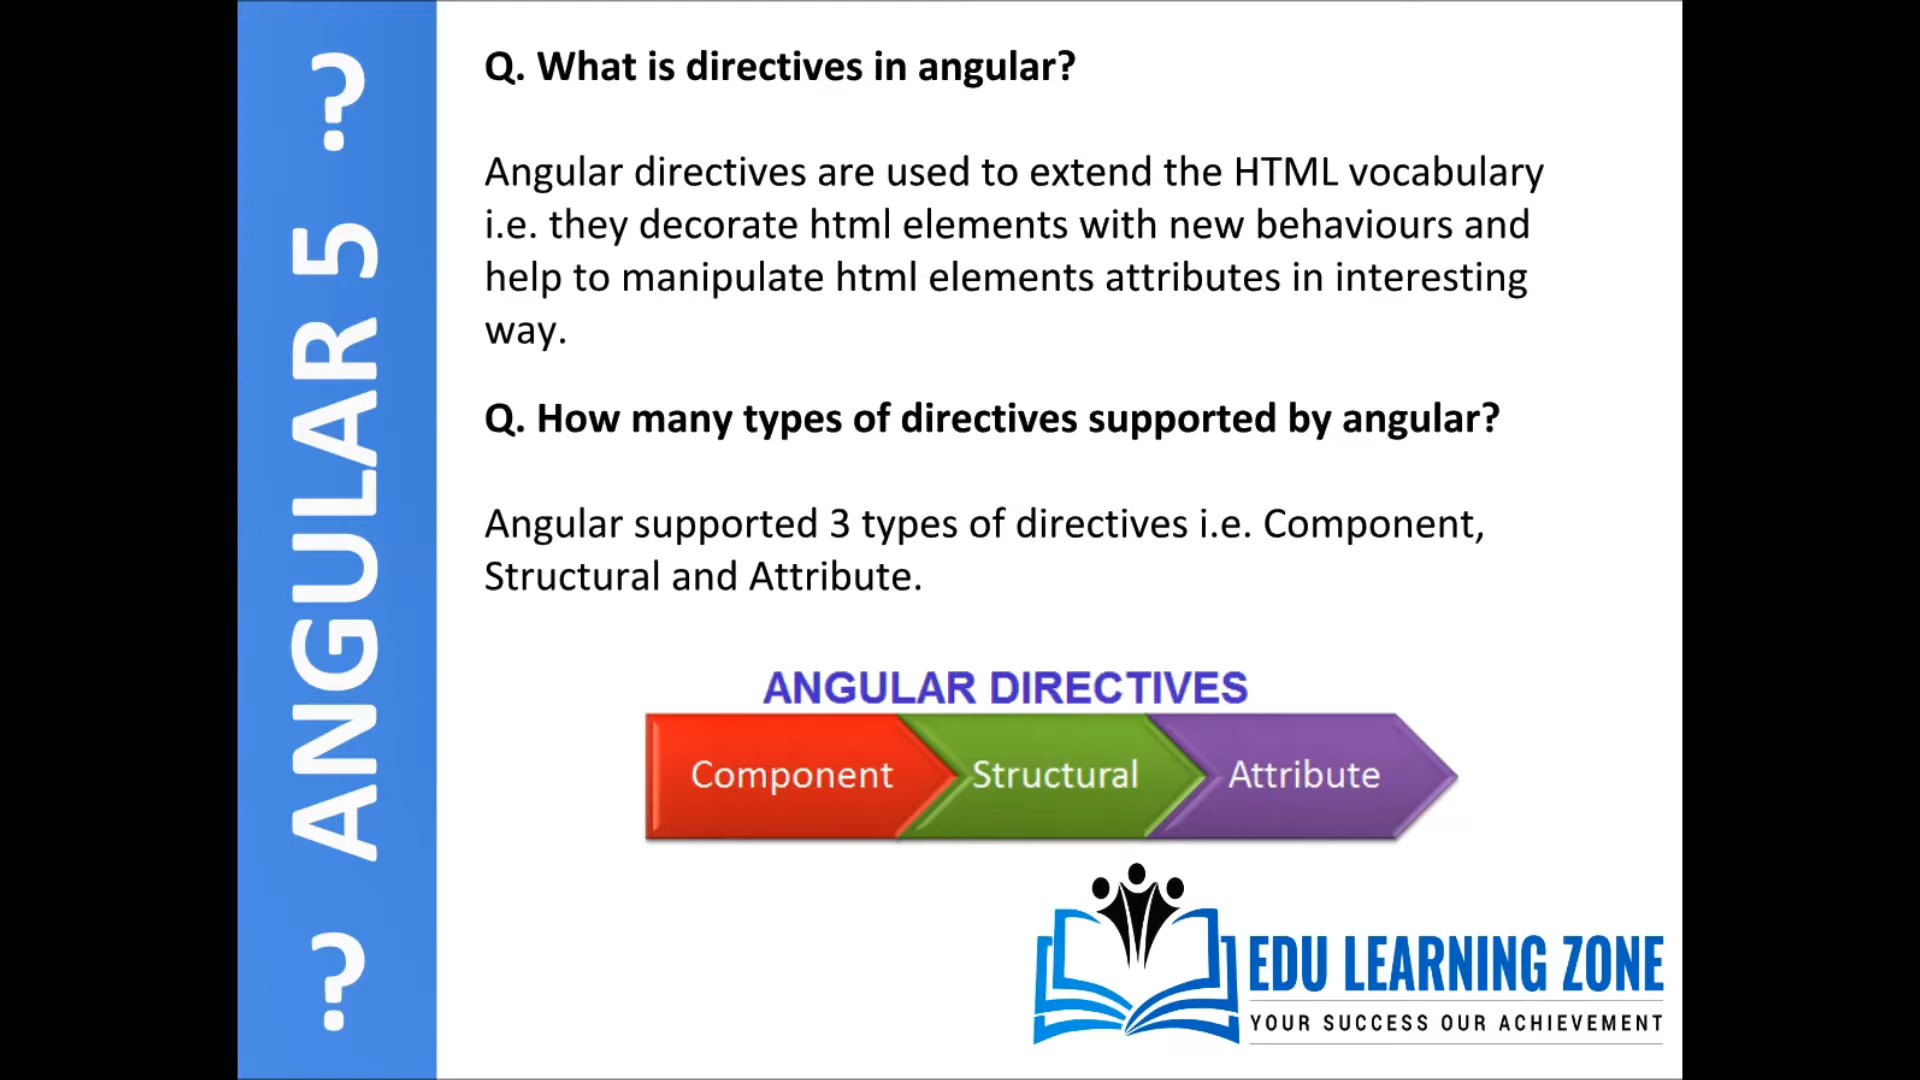 ? ANGULAR 5 ?
Q. What is directives in angular?
Angular directives are used to extend the HTML vocabulary
i.e. they decorate html elements with new behaviours and
help to manipulate html elements attributes in interesting
way.
Q. How many types of directives supported by angular?
Angular supported 3 types of directives i.e. Component,
Structural and Attribute.
ANGULAR DIRECTIVES
Component Structural Attribute
EDU LEARNING ZONE
YOUR SUCCESS OUR ACHIEVEMENT